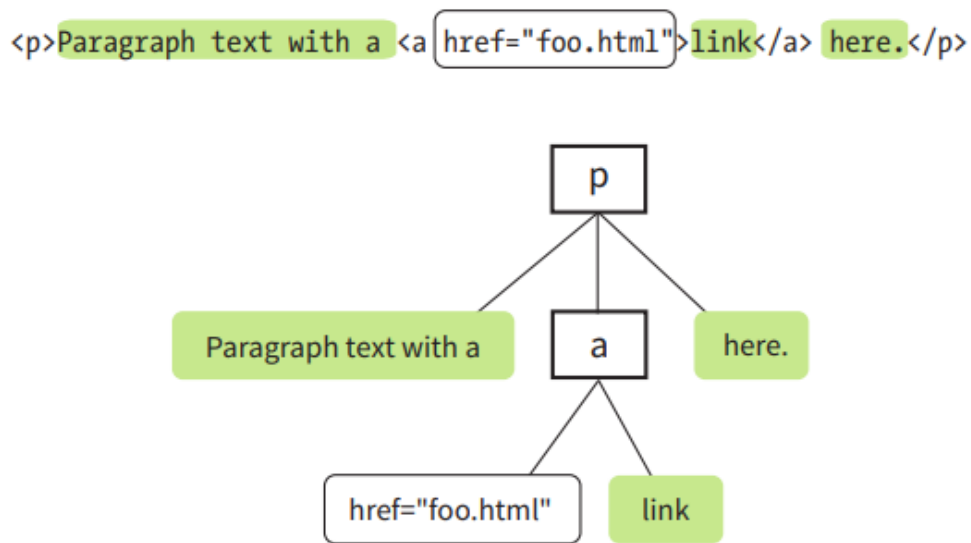 <p>Paragraph text with a <a href="foo.html">link</a> here.</p>
p
Paragraph text with a
a
here.
href="foo.html"
link